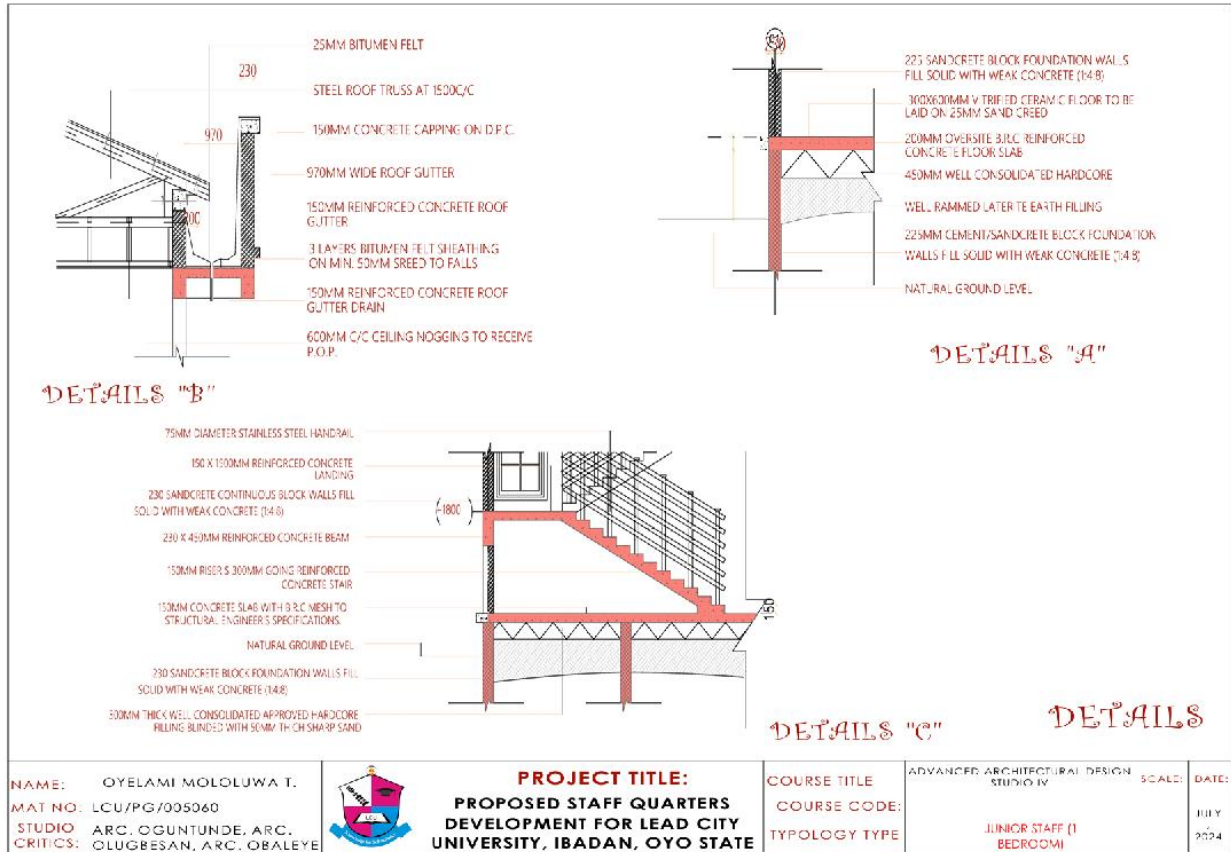 25MM BITUMEN FELT
230
STEEL ROOF TRUSS AT 1500C/C
970
150MM CONCRETE CAPPING ON D.P.C.
970MM WIDE ROOF GUTTER
150MM REINFORCED CONCRETE ROOF
GUTTER
3 LAYERS BITUMEN FELT SHEATHING
ON MIN. 50MM SREED TO FALLS
150MM REINFORCED CONCRETE ROOF
GUTTER DRAIN
600MM C/C CEILING NOGGING TO RECEIVE
P.O.P.
DETAILS "B"
225 SANDCRETE BLOCK FOUNDATION WALLS
FILL SOLID WITH WEAK CONCRETE (1:4:8)
300X600MM VITRIFIED CERAMIC FLOOR TO BE
LAID ON 25MM SAND CREED
200MM OVERSITE B.R.C REINFORCED
CONCRETE FLOOR SLAB
450MM WELL CONSOLIDATED HARDCORE
WELL RAMMED LATERITE EARTH FILLING
225MM CEMENT/SANDCRETE BLOCK FOUNDATION
WALLS FILL SOLID WITH WEAK CONCRETE (1:4:8)
NATURAL GROUND LEVEL
DETAILS "A"
75MM DIAMETER STAINLESS STEEL HANDRAIL
REINFORCED CONCRETE
LANDING
230 SANDCRETE CONTINUOUS BLOCK WALLS FILL
SOLID WITH WEAK CONCRETE (1:4:8)
230 X 450MM REINFORCED CONCRETE BEAM
150MM RISER S 300MM GOING REINFORCED
CONCRETE STAIR
150MM CONCRETE SLAB WITH B.R.C MESH TO
STRUCTURAL ENGINEER'S SPECIFICATIONS.
NATURAL GROUND LEVEL
230 SANDCRETE BLOCK FOUNDATION WALLS FILL
SOLID WITH WEAK CONCRETE (1:4:8)
300MM THICK WELL CONSOLIDATED APPROVED HARDCORE
FILLING BLINDED WITH 50MM THICH SHARP SAND
1800
150
DETAILS "C"
DETAILS
NAME: OYELAMI MOLOLUWA T.
MAT NO: LCU/PG/005060
STUDIO CRITICS: ARC. OGUNTUNDE, ARC.
OLUGBESAN, ARC. OBALEYE
LCU
PROJECT TITLE:
PROPOSED STAFF QUARTERS
DEVELOPMENT FOR LEAD CITY
UNIVERSITY, IBADAN, OYO STATE
COURSE TITLE
ADVANCED ARCHITECTURAL DESIGN
STUDIO IV
COURSE CODE:
TYPOLOGY TYPE
JUNIOR STAFF (1
BEDROOM)
SCALE:
DATE:
JULY
2024